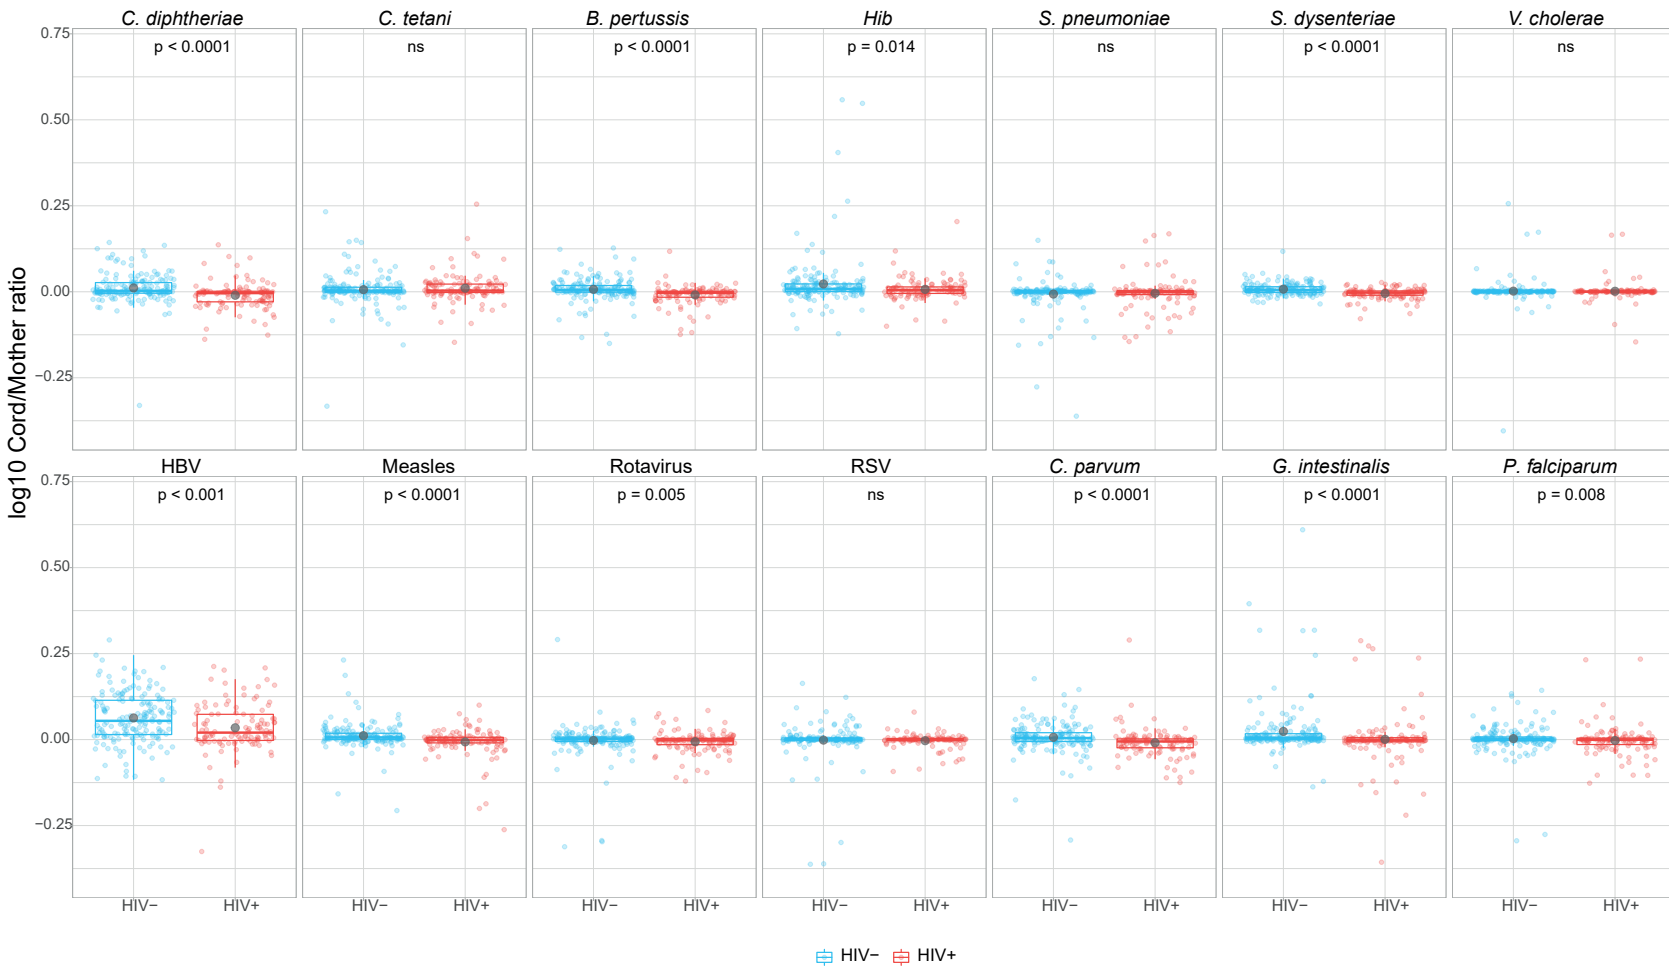 C. diphtheriae C. tetani B. pertussis Hib S. pneumoniae S. dysenteriae V. cholerae
p < 0.0001 ns p < 0.0001 p = 0.014 ns p < 0.0001 ns
0.75
0.50
0.25
0.00
−0.25
log10 Cord/Mother ratio
HBV Measles Rotavirus RSV C. parvum G. intestinalis P. falciparum
p < 0.001 p < 0.0001 p = 0.005 ns p < 0.0001 p < 0.0001 p = 0.008
0.75
0.50
0.25
0.00
−0.25
HIV− HIV+ HIV− HIV+ HIV− HIV+ HIV− HIV+ HIV− HIV+ HIV− HIV+ HIV− HIV+
HIV− HIV+